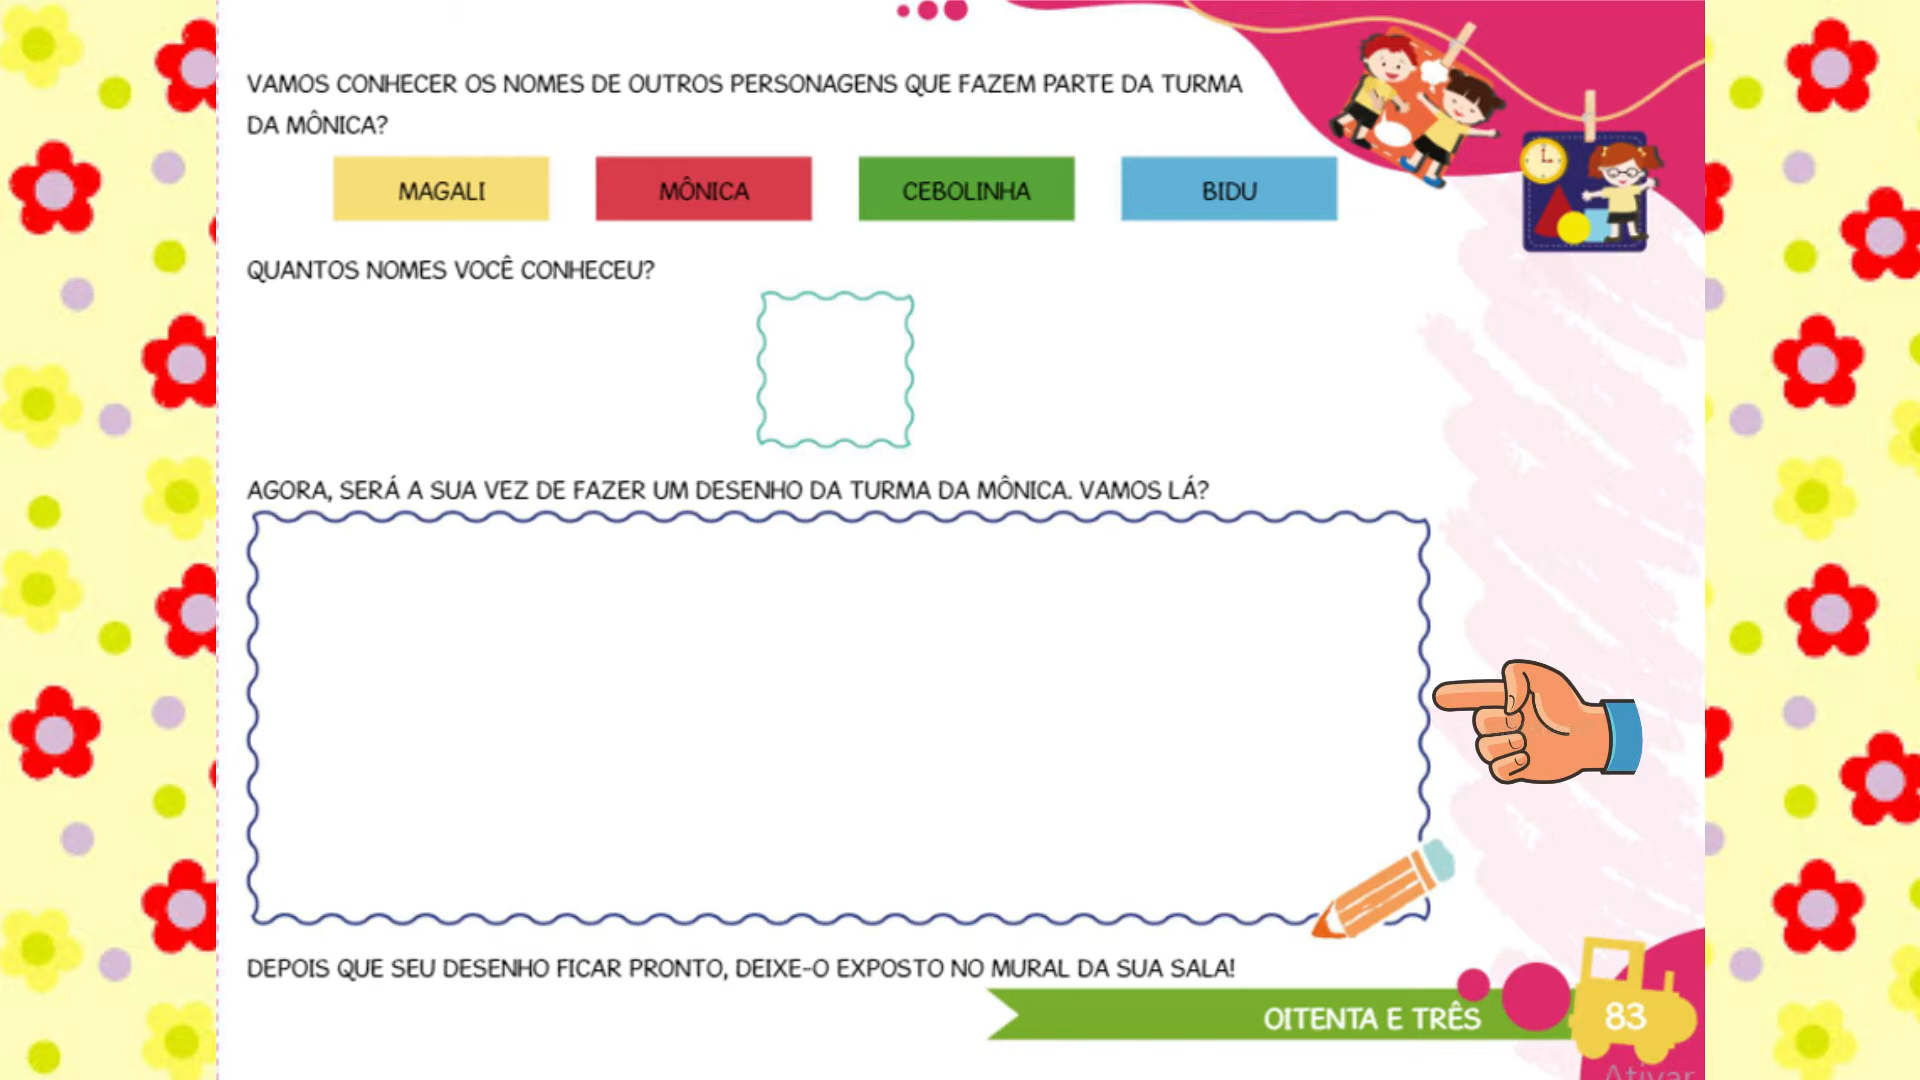 VAMOS CONHECER OS NOMES DE OUTROS PERSONAGENS QUE FAZEM PARTE DA TURMA
DA MÔNICA?
MAGALI MÔNICA CEBOLINHA BIDU
QUANTOS NOMES VOCÊ CONHECEU?
AGORA, SERÁ A SUA VEZ DE FAZER UM DESENHO DA TURMA DA MÔNICA. VAMOS LÁ?
DEPOIS QUE SEU DESENHO FICAR PRONTO, DEIXE-O EXPOSTO NO MURAL DA SUA SALA!
OITENTA E TRÊS 83
Ativar